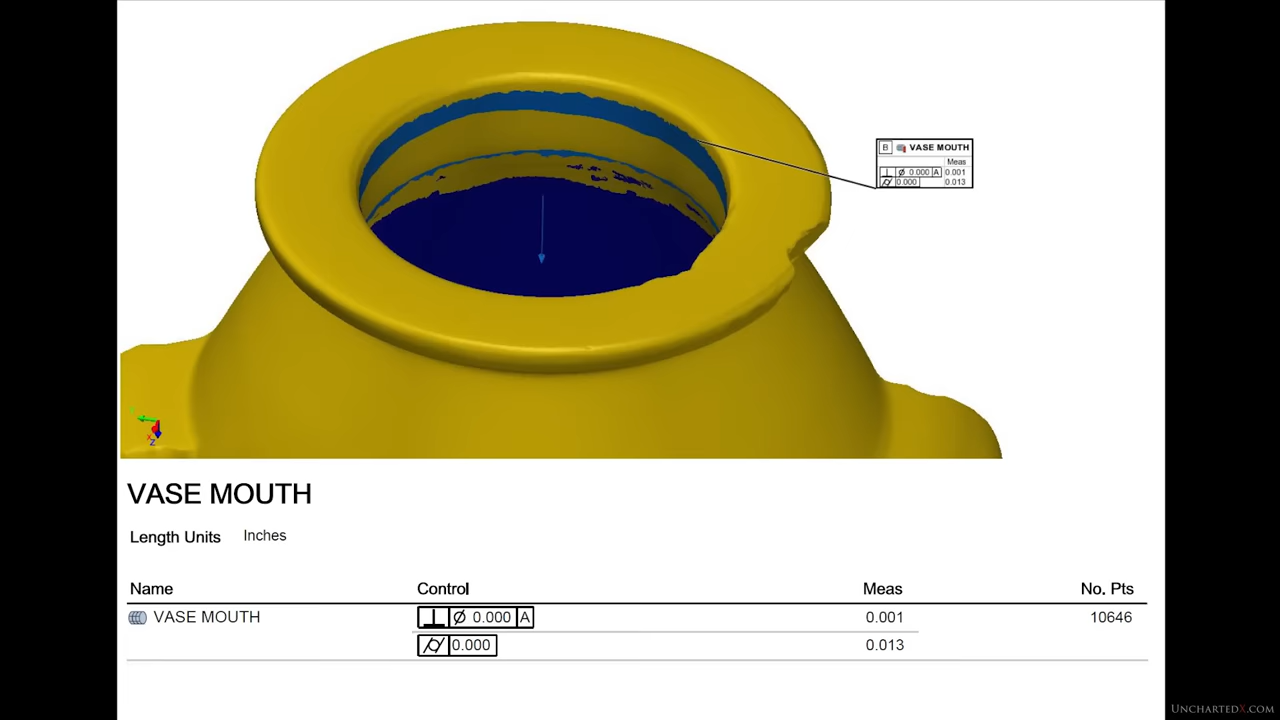 B VASE MOUTH
Meas
⟂ Ø 0.000 A 0.001
⌭ 0.000 0.013
Z
VASE MOUTH
Length Units Inches
Name Control Meas No. Pts
VASE MOUTH ⟂ Ø 0.000 A 0.001 10646
⌭ 0.000 0.013
UNCHARTEDX.COM